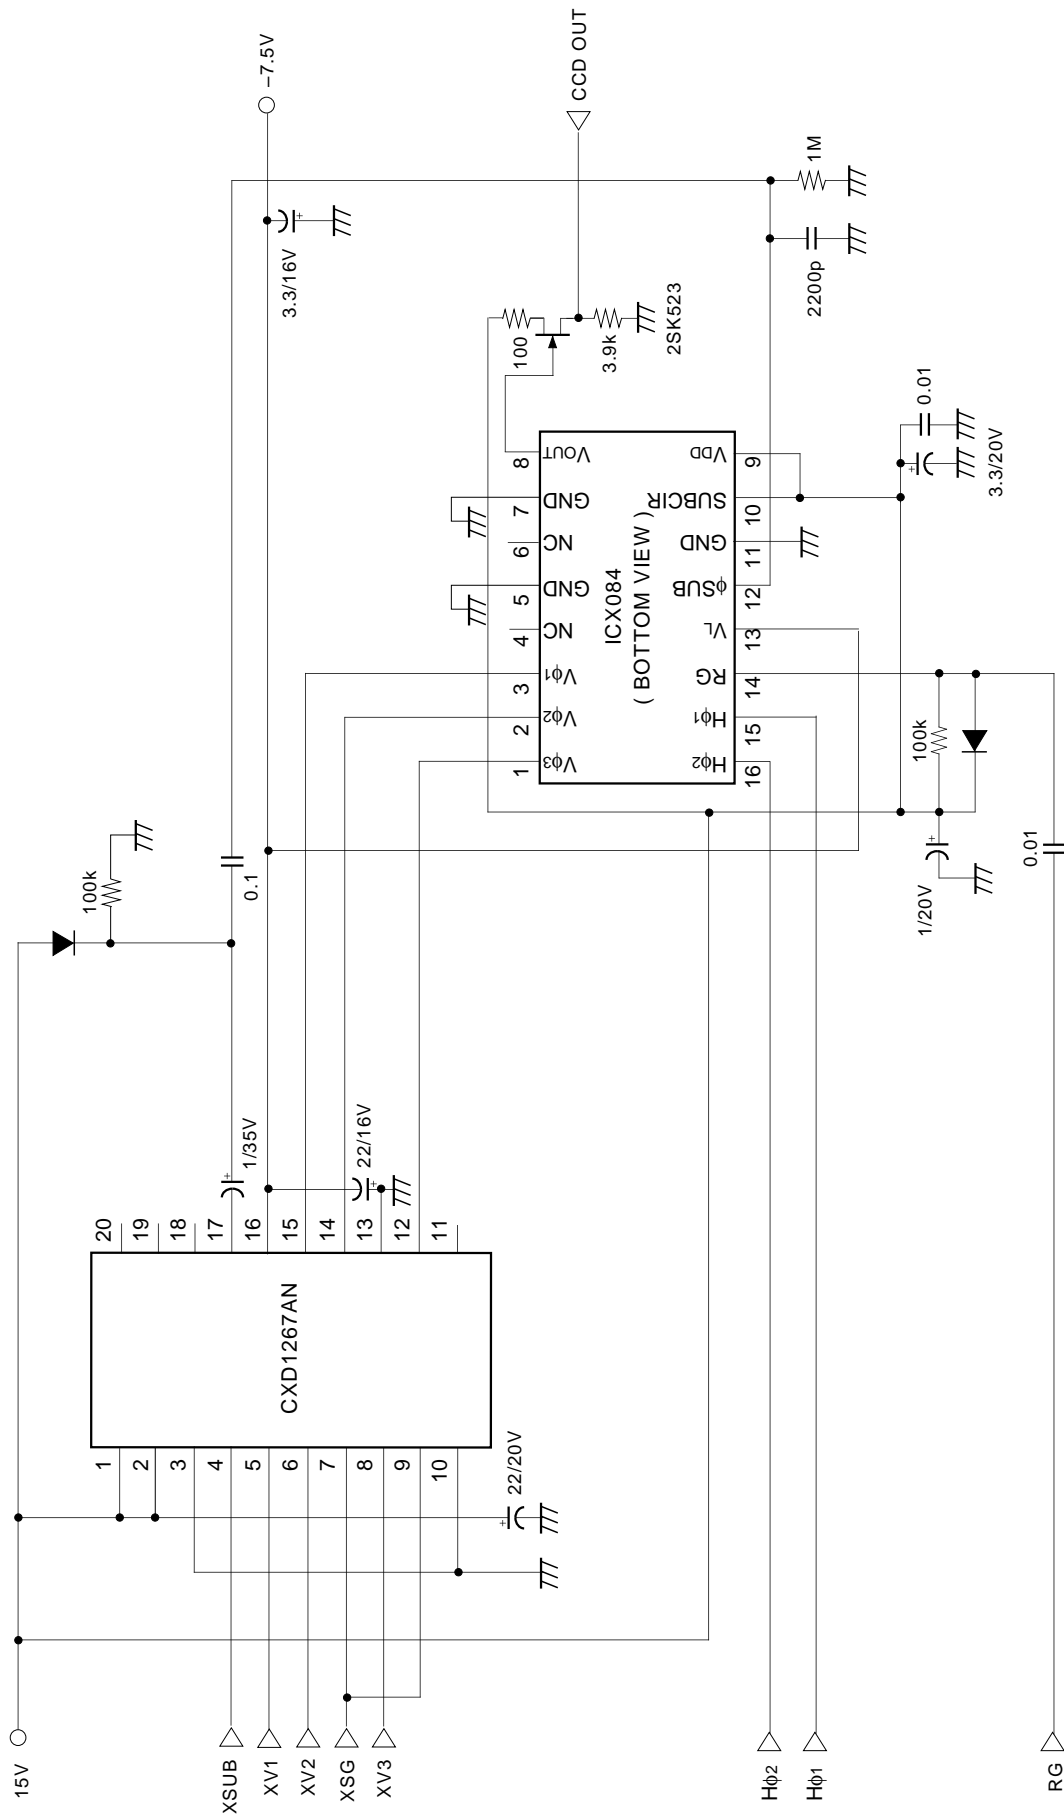 15V
XSUB
XV1
XV2
XSG
XV3
Hϕ2
Hϕ1
RG
22/20V
1
2
3
4
5
6
7
8
9
10
CXD1267AN
20
19
18
17
16
15
14
13
12
11
1/35V
22/16V
100k
0.1
1/20V
0.01
100k
1
2
3
4
5
6
7
8
Vϕ3
Vϕ2
Vϕ1
NC
GND
NC
GND
VOUT
ICX084
( BOTTOM VIEW )
Hϕ2
Hϕ1
RG
VL
ϕSUB
GND
SUBCIR
VDD
16
15
14
13
12
11
10
9
100
3.9k
2SK523
3.3/20V
0.01
3.3/16V
2200p
1M
–7.5V
CCD OUT